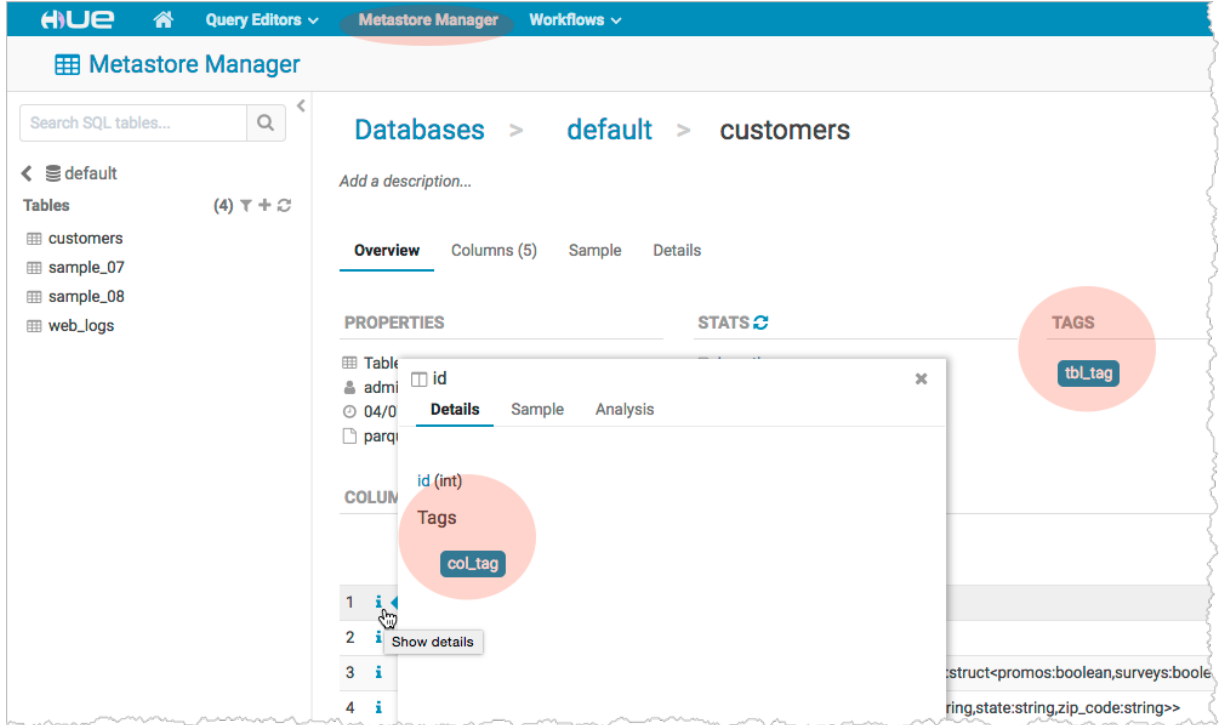 HUE Query Editors Metastore Manager Workflows
Metastore Manager
Search SQL tables...
default
Tables (4)
customers
sample_07
sample_08
web_logs
Databases > default > customers
Add a description...
Overview Columns (5) Sample Details
PROPERTIES STATS TAGS
Table
admi
04/0
parqu
tbl_tag
COLUM
id
Details Sample Analysis
id (int)
Tags
col_tag
1 i
Show details
2 i
3 i :struct<promos:boolean,surveys:boole
4 i ring,state:string,zip_code:string>>